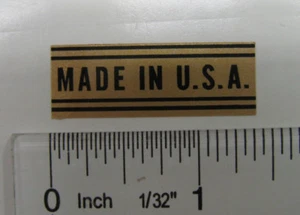 MADE IN U.S.A.
0 Inch 1/32" 1